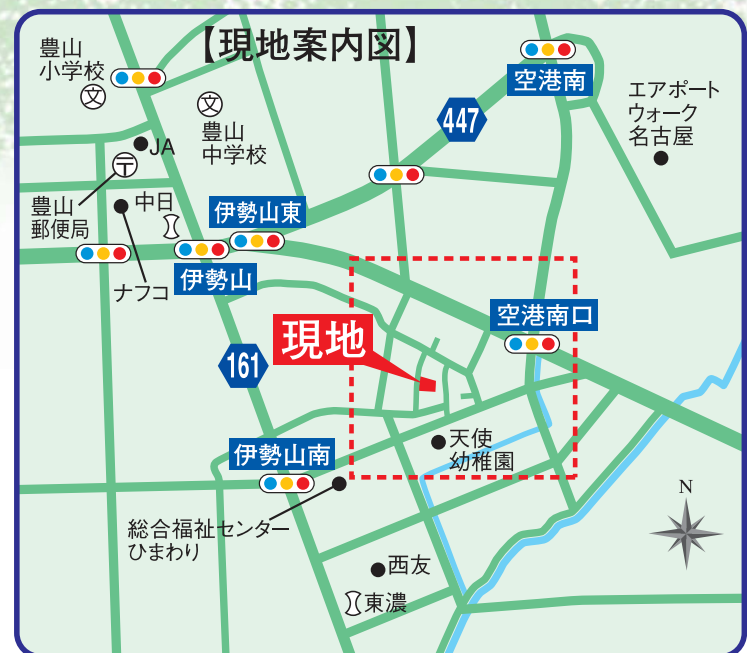 【現地案内図】
豊山
小学校
文
文
豊山
中学校
空港南
エアポート
ウォーク
名古屋
447
JA
〒
豊山
郵便局
中日
伊勢山東
伊勢山
ナフコ
空港南口
現地
161
天使
幼稚園
伊勢山南
総合福祉センター
ひまわり
西友
東濃
N